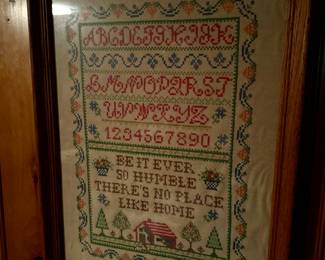 ABCDEFGHIJK
LMNOPQRST
UVWXYZ
1234567890
BE IT EVER
SO HUMBLE
THERE'S NO PLACE
LIKE HOME